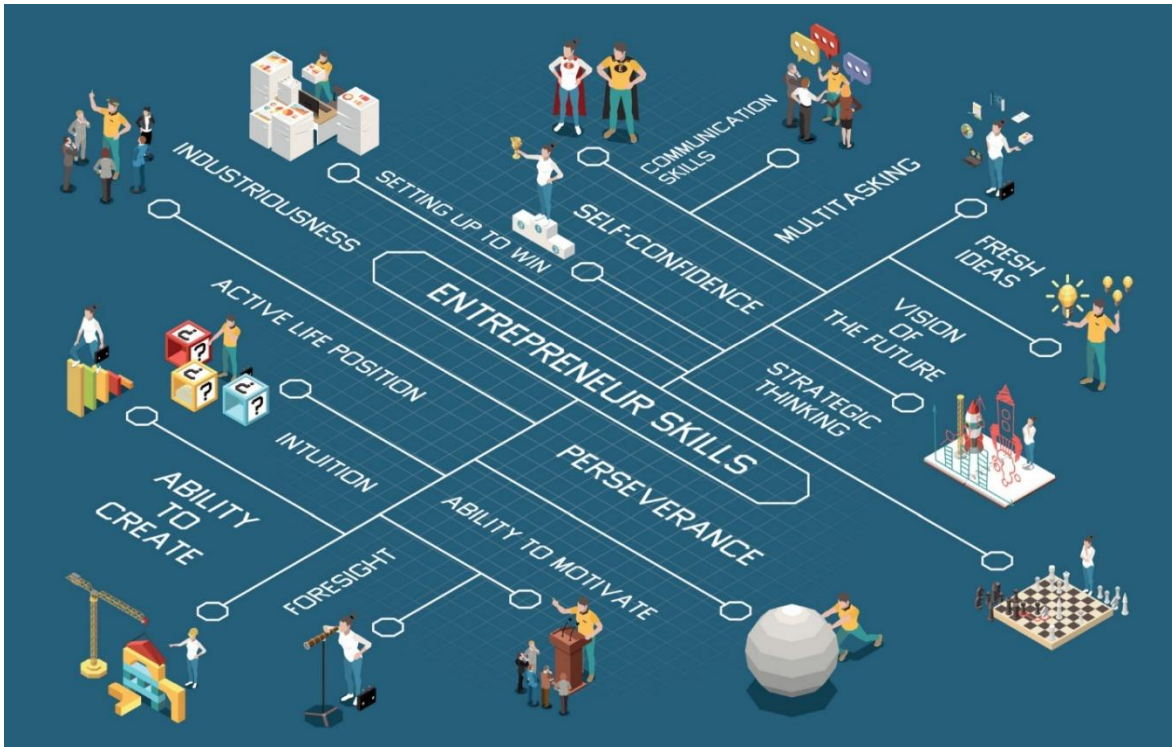 COMMUNICATION
SKILLS
MULTITASKING
INDUSTRIOUSNESS
SETTING UP TO WIN
SELF-CONFIDENCE
FRESH
IDEAS
ACTIVE LIFE POSITION
ENTREPRENEUR SKILLS
VISION
OF
THE FUTURE
STRATEGIC
THINKING
INTUITION
PERSEVERANCE
ABILITY
TO
CREATE
ABILITY TO MOTIVATE
FORESIGHT